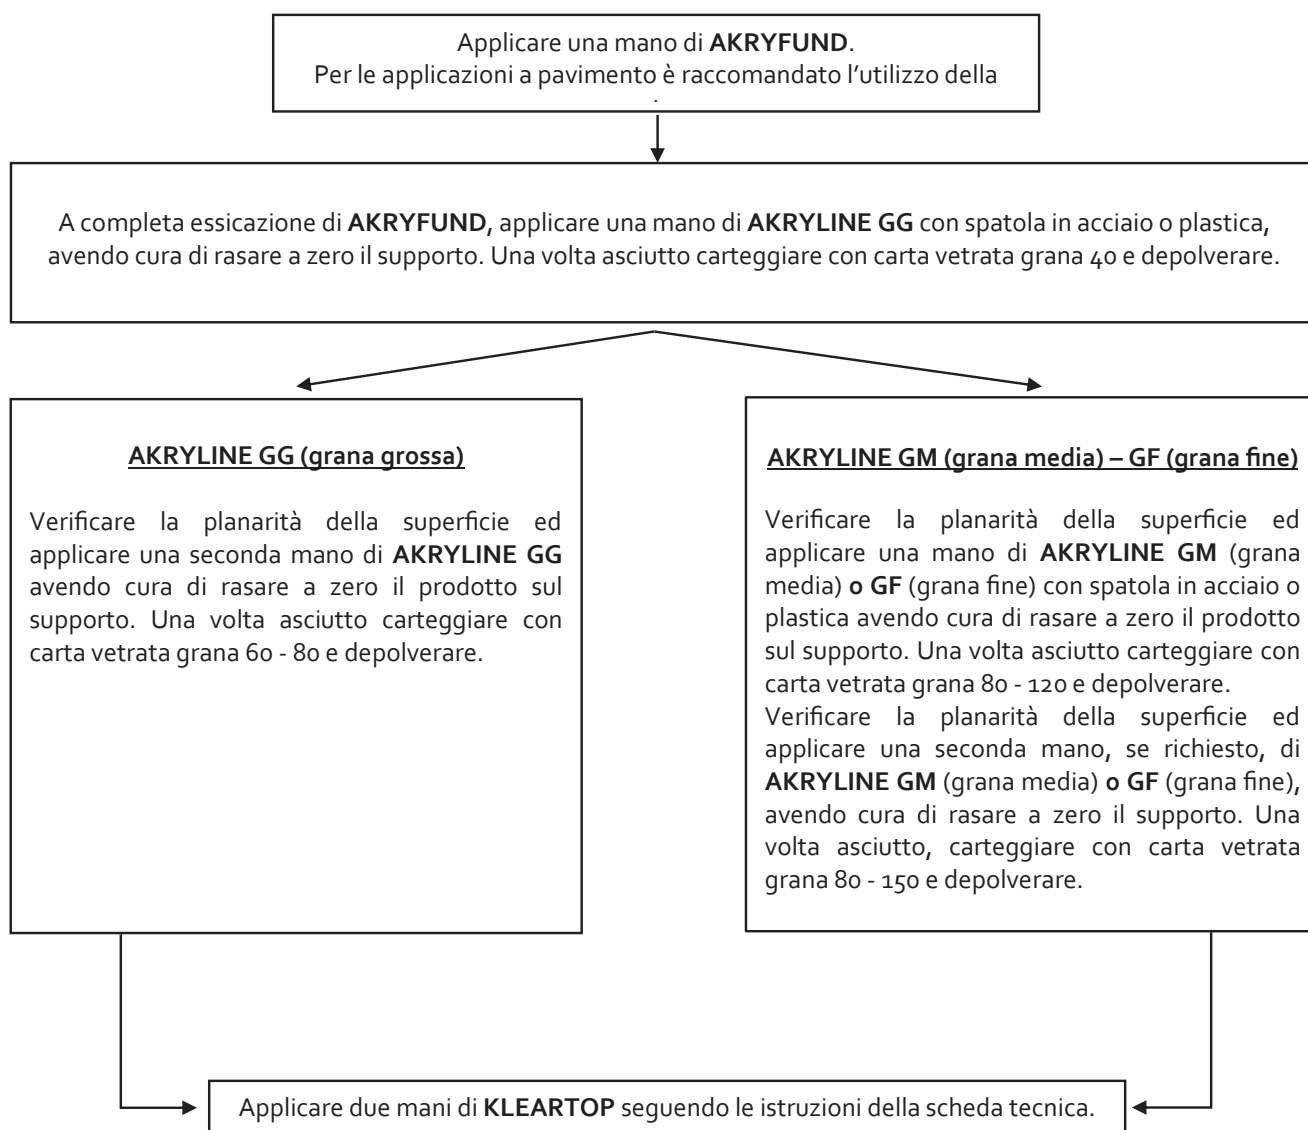 Applicare una mano di AKRYFUND.
Per le applicazioni a pavimento è raccomandato l'utilizzo della
.
A completa essicazione di AKRYFUND, applicare una mano di AKRYLINE GG con spatola in acciaio o plastica,
avendo cura di rasare a zero il supporto. Una volta asciutto carteggiare con carta vetrata grana 40 e depolverare.
AKRYLINE GG (grana grossa)
Verificare la planarità della superficie ed
applicare una seconda mano di AKRYLINE GG
avendo cura di rasare a zero il prodotto sul
supporto. Una volta asciutto carteggiare con
carta vetrata grana 60 - 80 e depolverare.
AKRYLINE GM (grana media) – GF (grana fine)
Verificare la planarità della superficie ed
applicare una mano di AKRYLINE GM (grana
media) o GF (grana fine) con spatola in acciaio o
plastica avendo cura di rasare a zero il prodotto
sul supporto. Una volta asciutto carteggiare con
carta vetrata grana 80 - 120 e depolverare.
Verificare la planarità della superficie ed
applicare una seconda mano, se richiesto, di
AKRYLINE GM (grana media) o GF (grana fine),
avendo cura di rasare a zero il supporto. Una
volta asciutto, carteggiare con carta vetrata
grana 80 - 150 e depolverare.
Applicare due mani di KLEARTOP seguendo le istruzioni della scheda tecnica.